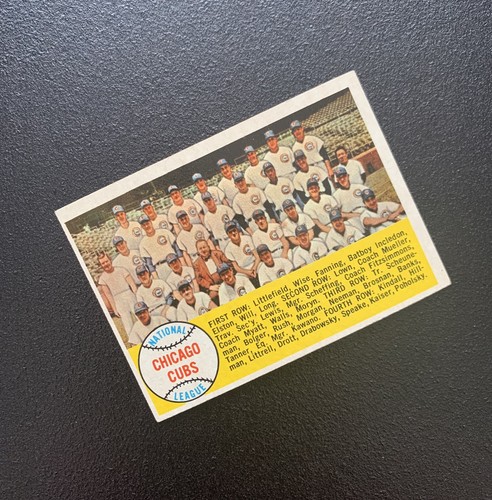 NATIONAL
CHICAGO
CUBS
LEAGUE
FIRST ROW: Littlefield, Wise, Fanning, Batboy Incledon,
Elston, Will, Long. SECOND ROW: Lown, Coach Mueller,
Trav. Sec'y. Lewis, Mgr. Scheffing, Coach Fitzsimmons,
Coach Myatt, Walls, Moryn. THIRD ROW: Tr. Scheune-
man, Bolger, Rush, Morgan, Neeman, Brosnan, Banks,
Tanner, Eq. Mgr. Kawano. FOURTH ROW: Kindall, Hill-
man, Littrell, Drott, Drabowsky, Speake, Kaiser, Poholsky.